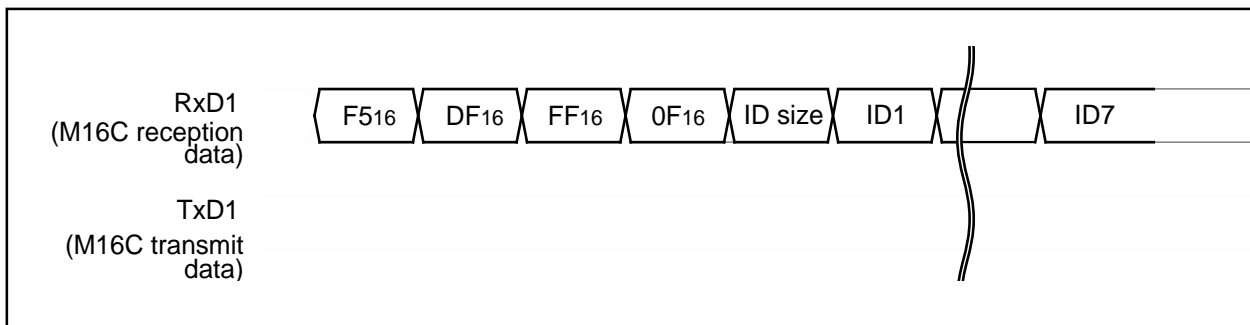 RxD1
(M16C reception
data)
F516 DF16 FF16 0F16 ID size ID1 ID7
TxD1
(M16C transmit
data)